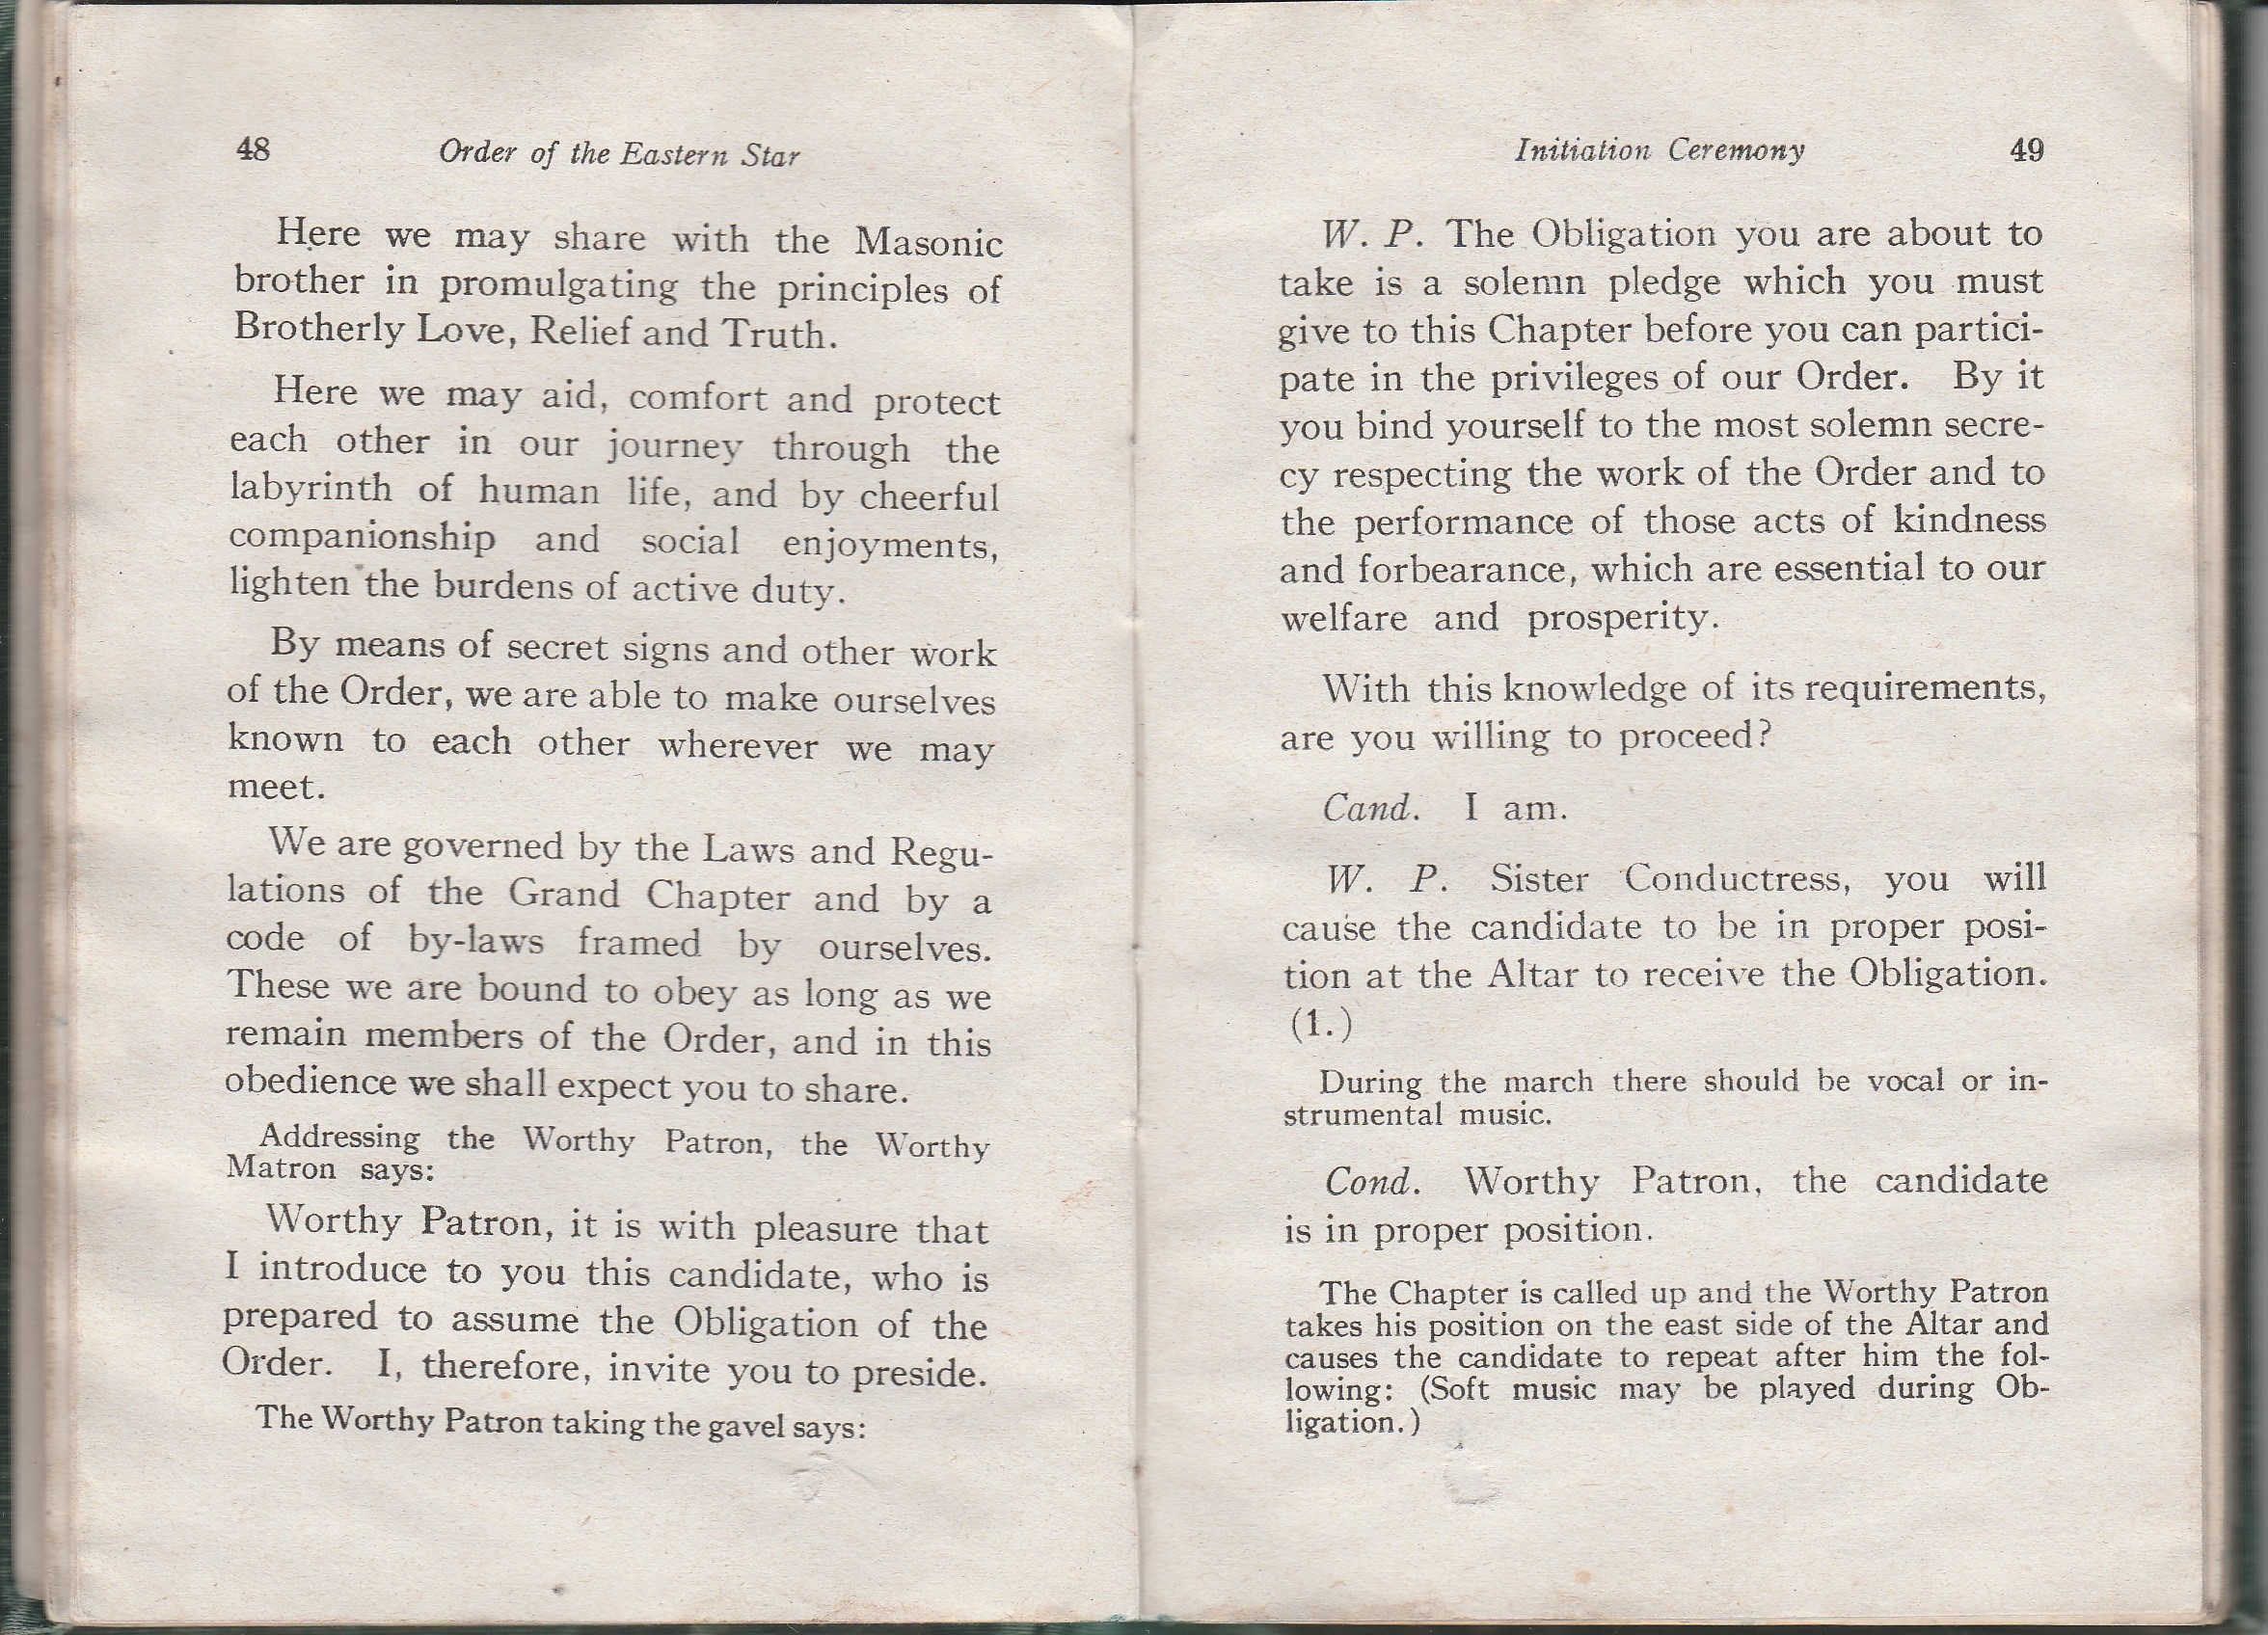 48 Order of the Eastern Star
Here we may share with the Masonic
brother in promulgating the principles of
Brotherly Love, Relief and Truth.
Here we may aid, comfort and protect
each other in our journey through the
labyrinth of human life, and by cheerful
companionship and social enjoyments,
lighten the burdens of active duty.
By means of secret signs and other work
of the Order, we are able to make ourselves
known to each other wherever we may
meet.
We are governed by the Laws and Regu-
lations of the Grand Chapter and by a
code of by-laws framed by ourselves.
These we are bound to obey as long as we
remain members of the Order, and in this
obedience we shall expect you to share.
Addressing the Worthy Patron, the Worthy
Matron says:
Worthy Patron, it is with pleasure that
I introduce to you this candidate, who is
prepared to assume the Obligation of the
Order. I, therefore, invite you to preside.
The Worthy Patron taking the gavel says:
Initiation Ceremony 49
W. P. The Obligation you are about to
take is a solemn pledge which you must
give to this Chapter before you can partici-
pate in the privileges of our Order. By it
you bind yourself to the most solemn secre-
cy respecting the work of the Order and to
the performance of those acts of kindness
and forbearance, which are essential to our
welfare and prosperity.
With this knowledge of its requirements,
are you willing to proceed?
Cand. I am.
W. P. Sister Conductress, you will
cause the candidate to be in proper posi-
tion at the Altar to receive the Obligation.
(1.)
During the march there should be vocal or in-
strumental music.
Cond. Worthy Patron, the candidate
is in proper position.
The Chapter is called up and the Worthy Patron
takes his position on the east side of the Altar and
causes the candidate to repeat after him the fol-
lowing: (Soft music may be played during Ob-
ligation.)